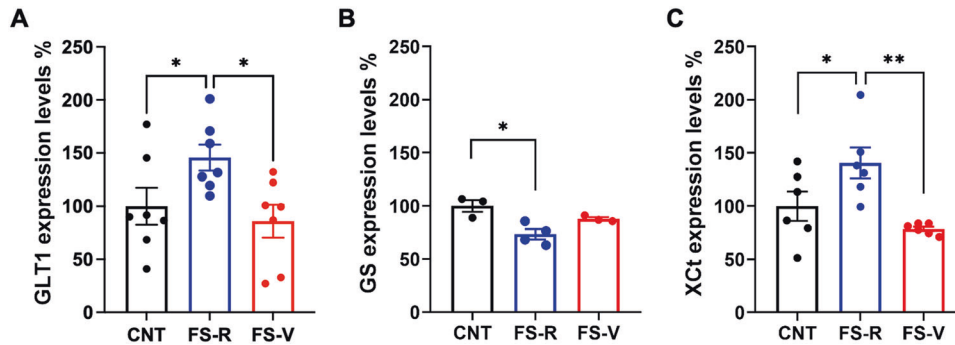 A
GLT1 expression levels %
250
200
150
100
50
0
*
*
CNT
FS-R
FS-V
B
GS expression levels %
250
200
150
100
50
0
*
CNT
FS-R
FS-V
C
XCt expression levels %
250
200
150
100
50
0
*
**
CNT
FS-R
FS-V